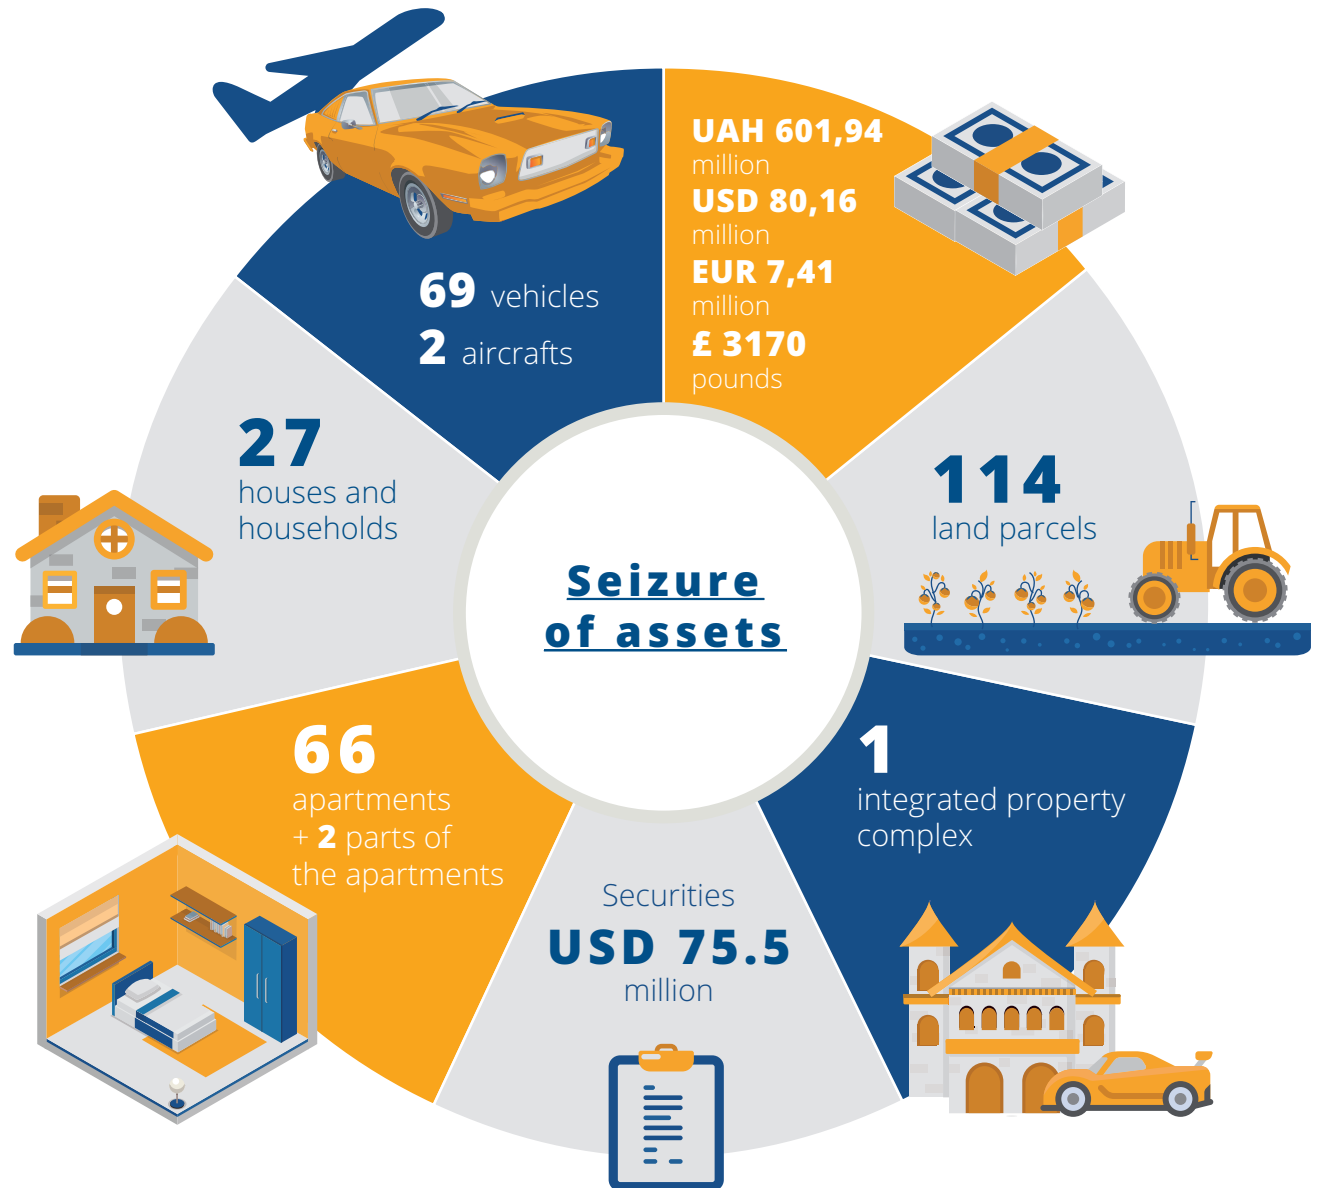 Seizure
of assets
UAH 601,94
million
USD 80,16
million
EUR 7,41
million
£ 3170
pounds
114
land parcels
1
integrated property
complex
Securities
USD 75.5
million
66
apartments
+ 2 parts of
the apartments
27
houses and
households
69 vehicles
2 aircrafts